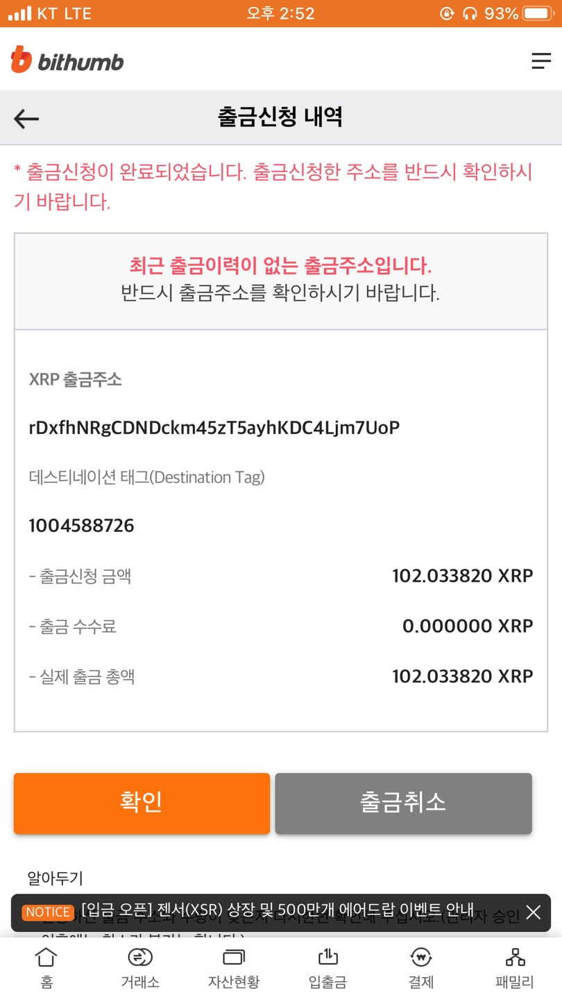 KT LTE 오후 2:52 93%
bithumb
출금신청 내역
* 출금신청이 완료되었습니다. 출금신청한 주소를 반드시 확인하시
기 바랍니다.
최근 출금이력이 없는 출금주소입니다.
반드시 출금주소를 확인하시기 바랍니다.
XRP 출금주소
rDxfhNRgCDNDckm45zT5ayhKDC4Ljm7UoP
데스티네이션 태그(Destination Tag)
1004588726
- 출금신청 금액 102.033820 XRP
- 출금 수수료 0.000000 XRP
- 실제 출금 총액 102.033820 XRP
확인 출금취소
알아두기
NOTICE [입금 오픈] 젠서(XSR) 상장 및 500만개 에어드랍 이벤트 안내
홈 거래소 자산현황 입출금 결제 패밀리